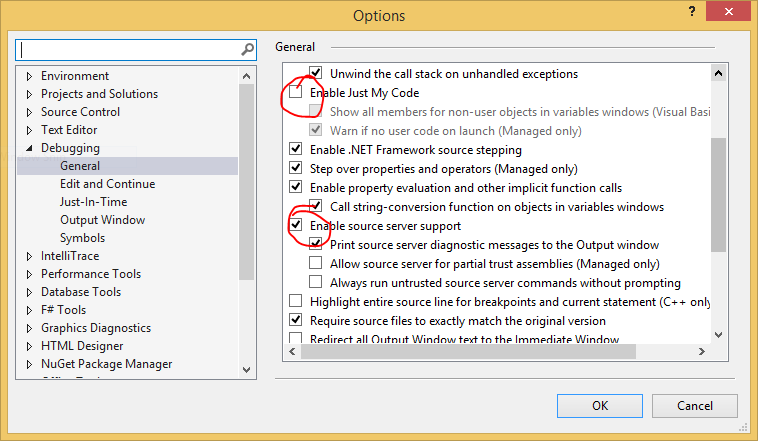 Options
?
General
Environment
Projects and Solutions
Source Control
Text Editor
Debugging
General
Edit and Continue
Just-In-Time
Output Window
Symbols
IntelliTrace
Performance Tools
Database Tools
F# Tools
Graphics Diagnostics
HTML Designer
NuGet Package Manager
Unwind the call stack on unhandled exceptions
Enable Just My Code
Show all members for non-user objects in variables windows (Visual Basi
Warn if no user code on launch (Managed only)
Enable .NET Framework source stepping
Step over properties and operators (Managed only)
Enable property evaluation and other implicit function calls
Call string-conversion function on objects in variables windows
Enable source server support
Print source server diagnostic messages to the Output window
Allow source server for partial trust assemblies (Managed only)
Always run untrusted source server commands without prompting
Highlight entire source line for breakpoints and current statement (C++ only
Require source files to exactly match the original version
Redirect all Output Window text to the Immediate Window
OK
Cancel